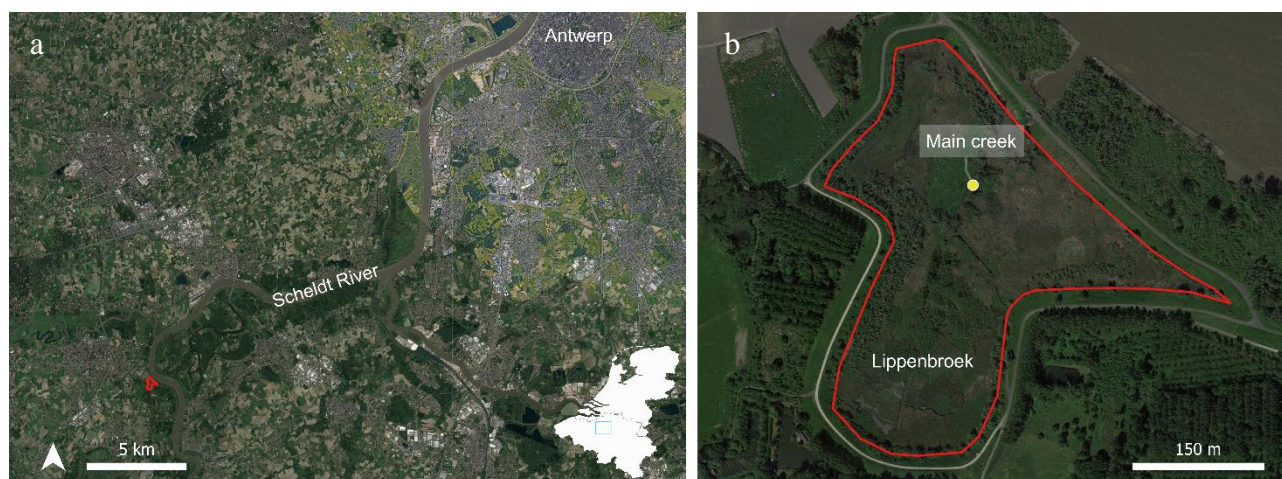 a
Antwerp
Scheldt River
5 km
b
Main creek
Lippenbroek
150 m